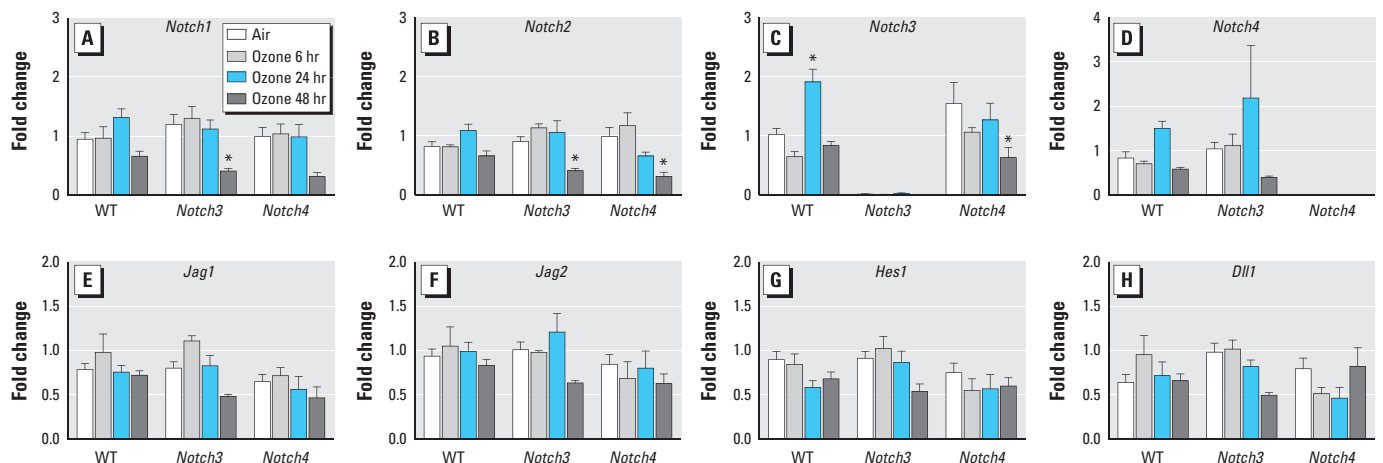 A
Notch1
Air
Ozone 6 hr
Ozone 24 hr
Ozone 48 hr
Fold change
3
2
1
0
*
WT Notch3 Notch4
B
Notch2
Fold change
3
2
1
0
* *
WT Notch3 Notch4
C
Notch3
Fold change
3
2
1
0
* *
WT Notch3 Notch4
D
Notch4
Fold change
4
3
2
1
0
WT Notch3 Notch4
E
Jag1
Fold change
2.0
1.5
1.0
0.5
0.0
WT Notch3 Notch4
F
Jag2
Fold change
2.0
1.5
1.0
0.5
0.0
WT Notch3 Notch4
G
Hes1
Fold change
2.0
1.5
1.0
0.5
0.0
WT Notch3 Notch4
H
Dll1
Fold change
2.0
1.5
1.0
0.5
0.0
WT Notch3 Notch4